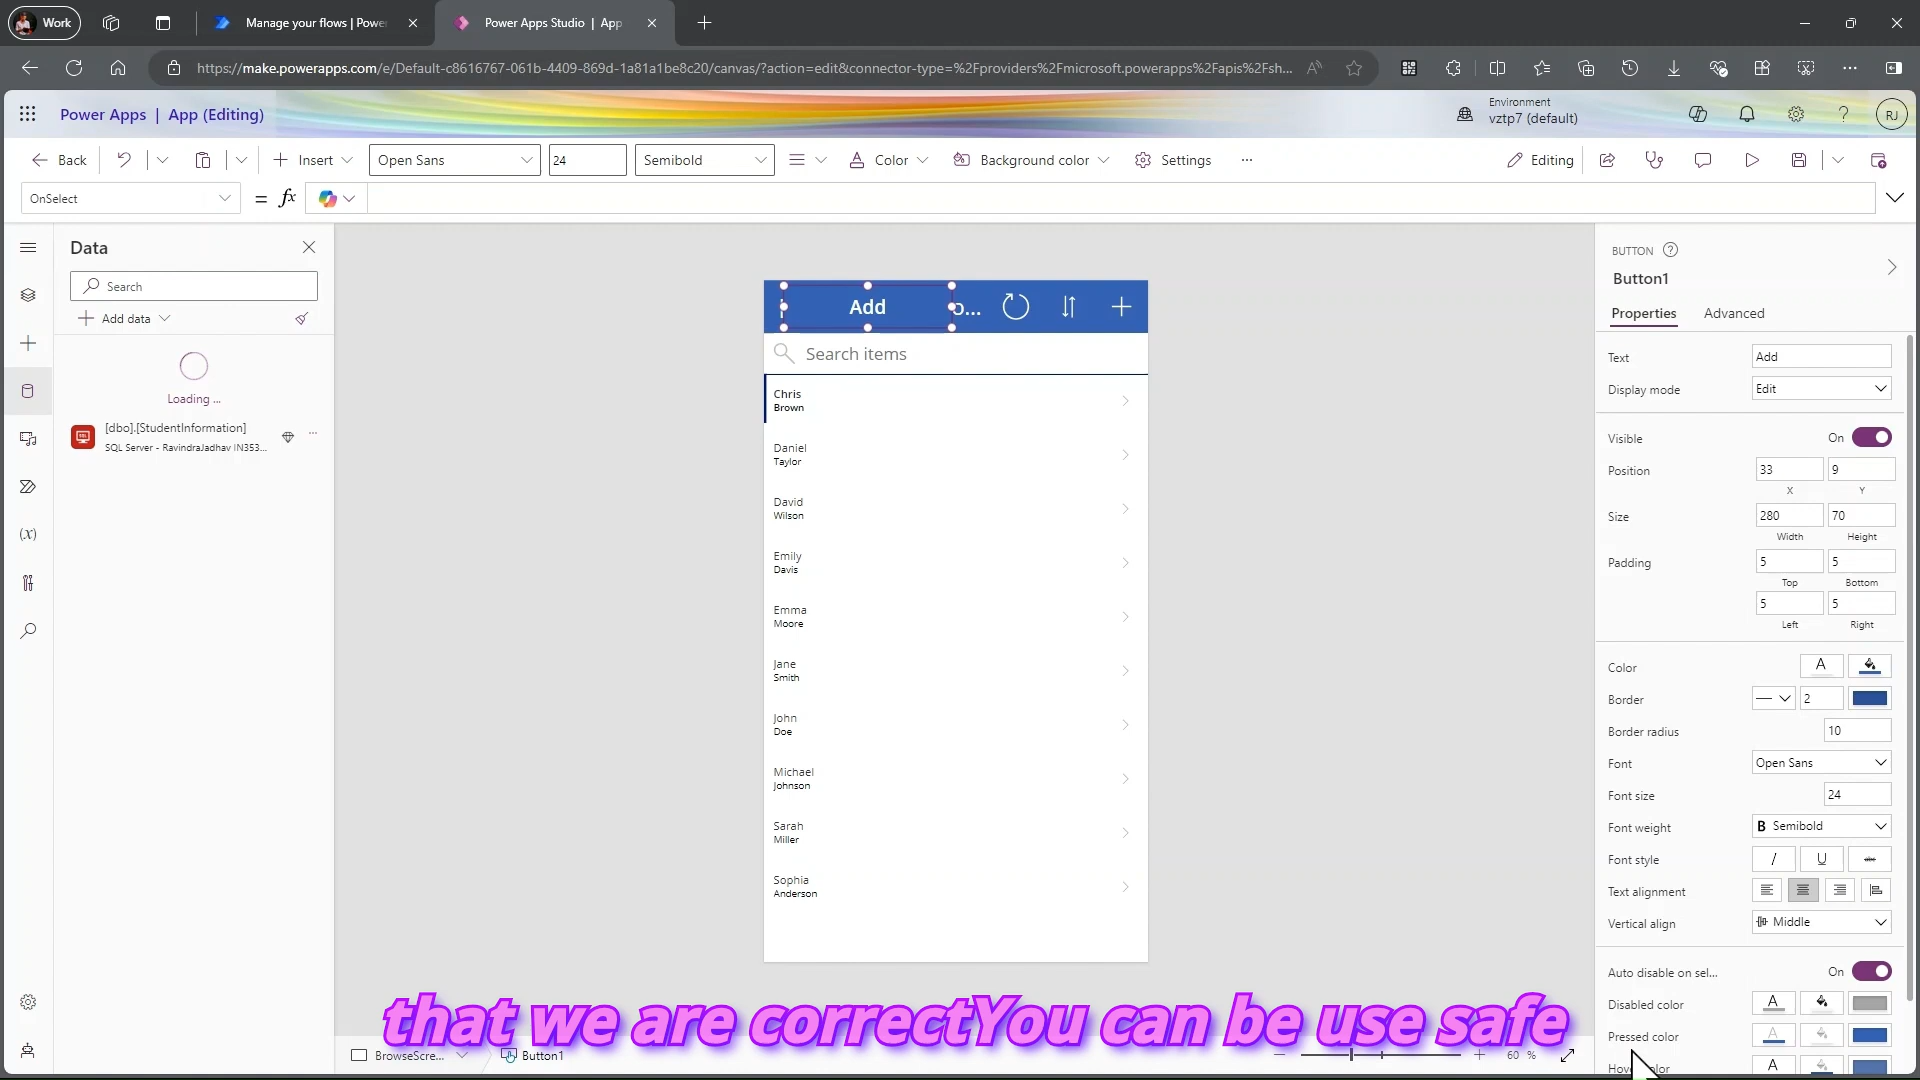 Work
Manage your flows | Power
Power Apps Studio | App
https://make.powerapps.com/e/Default-c8616767-061b-4409-869d-1a81a1be8c20/canvas/?action=edit&connector-type=%2Fproviders%2Fmicrosoft.powerapps%2Fapis%2Fsh...
Power Apps | App (Editing)
Environment
vztp7 (default)
RJ
Back
Insert
Open Sans
24
Semibold
Color
Background color
Settings
...
Editing
OnSelect
= fx
Data
Search
Add data
Loading ...
[dbo].[StudentInformation]
SQL Server - RavindraJadhav IN353...
Add
o...
Search items
Chris
Brown
Daniel
Taylor
David
Wilson
Emily
Davis
Emma
Moore
Jane
Smith
John
Doe
Michael
Johnson
Sarah
Miller
Sophia
Anderson
BUTTON
Button1
Properties Advanced
Text Add
Display mode Edit
Visible On
Position 33 9
X Y
Size 280 70
Width Height
Padding 5 5
Top Bottom
5 5
Left Right
Color
Border 2
Border radius 10
Font Open Sans
Font size 24
Font weight B Semibold
Font style / U abc
Text alignment
Vertical align Middle
Auto disable on sel... On
Disabled color
Pressed color
that we are correctYou can be use safe
BrowseScre... Button1
60 %